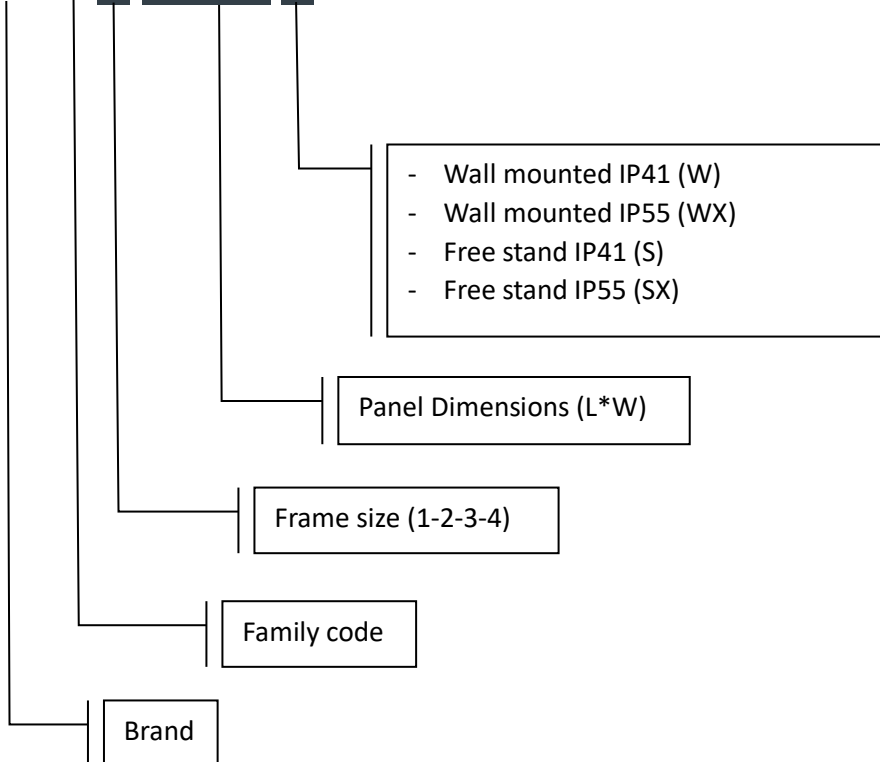 - Wall mounted IP41 (W)
- Wall mounted IP55 (WX)
- Free stand IP41 (S)
- Free stand IP55 (SX)
Panel Dimensions (L*W)
Frame size (1-2-3-4)
Family code
Brand